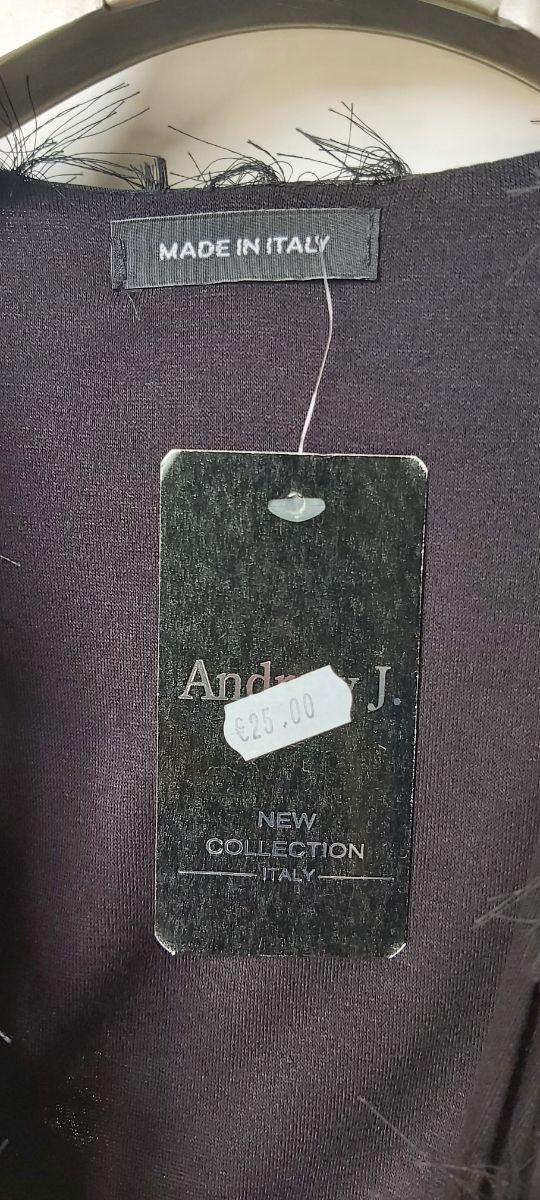 MADE IN ITALY
J.
€25.00
NEW
COLLECTION
ITALY